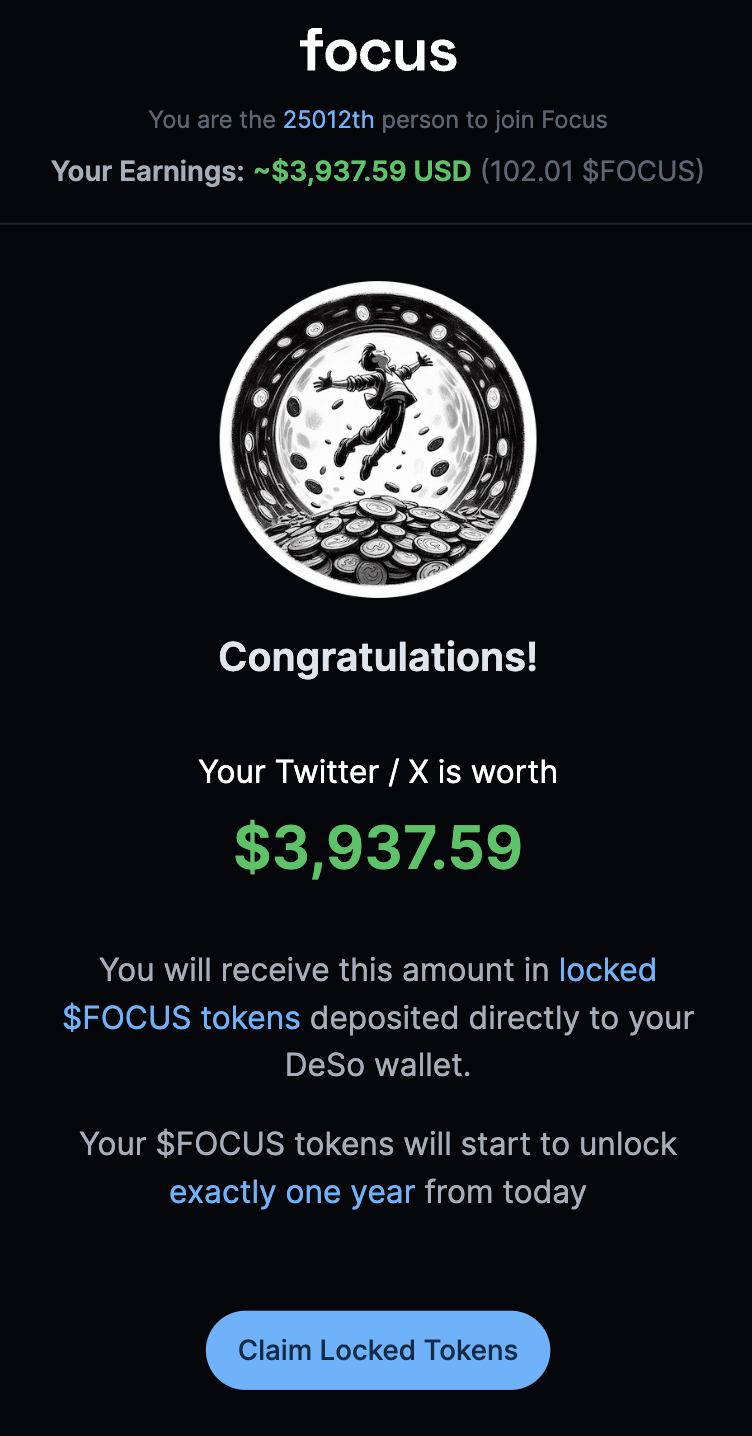 focus
You are the 25012th person to join Focus
Your Earnings: ~$3,937.59 USD (102.01 $FOCUS)
Congratulations!
Your Twitter / X is worth
$3,937.59
You will receive this amount in locked
$FOCUS tokens deposited directly to your
DeSo wallet.
Your $FOCUS tokens will start to unlock
exactly one year from today
Claim Locked Tokens